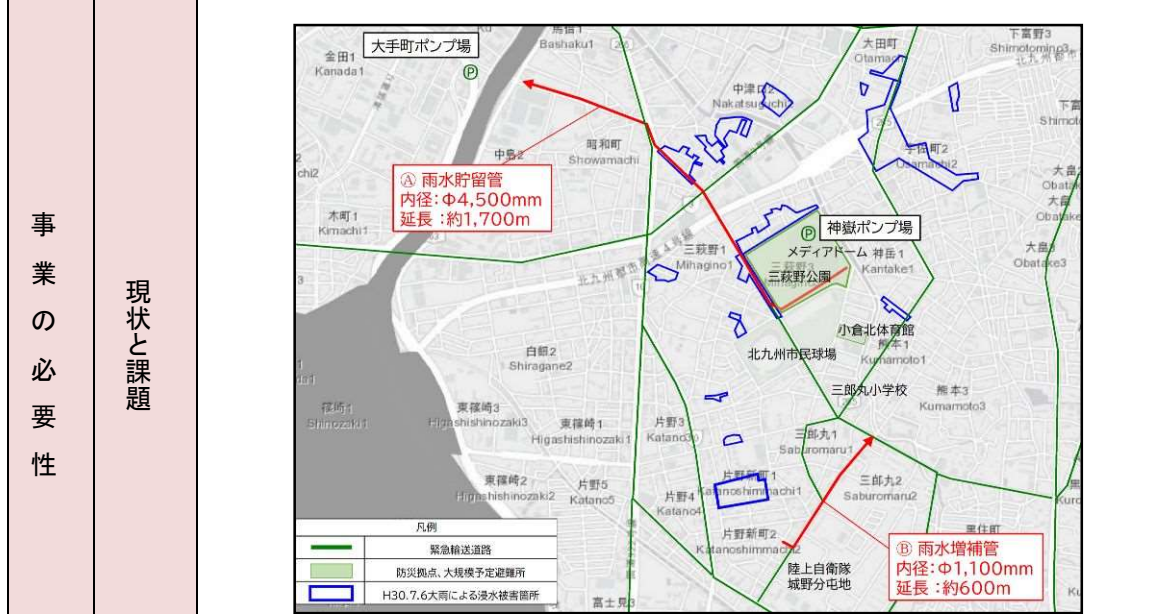 事業の必要性
現状と課題
馬借1
Bashaku1
大手町ポンプ場
金田1
Kanada1
大田町
Otamachi
下富野3
Shimotomino3
中津口2
Nakatsuguchi2
昭和町
Showamachi
中島2
宇佐町2
Usamachi2
Ⓐ 雨水貯留管
内径：Φ4,500mm
延長：約1,700m
木町1
Kimachi1
北九州都市高速4号線
神嶽ポンプ場
メディアドーム
神岳1
Kantake1
三萩野1
Mihagino1
三萩野公園
大畠3
Obatake3
小倉北体育館
熊本1
Kumamoto1
北九州市民球場
白銀2
Shiragane2
三郎丸小学校
熊本3
Kumamoto3
篠崎1
Shinozaki1
東篠崎3
Higashishinozaki3
東篠崎1
Higashishinozaki1
片野3
Katano3
三郎丸1
Saburomaru1
東篠崎2
Higashishinozaki2
片野5
Katano5
片野4
Katano4
片野新町1
Katanoshimmachi1
三郎丸2
Saburomaru2
片野新町2
Katanoshimmachi2
黒住町
陸上自衛隊
城野分屯地
Ⓑ 雨水増補管
内径：Φ1,100mm
延長：約600m
富士見3
凡例
緊急輸送道路
防災拠点、大規模予定避難所
H30.7.6大雨による浸水被害箇所